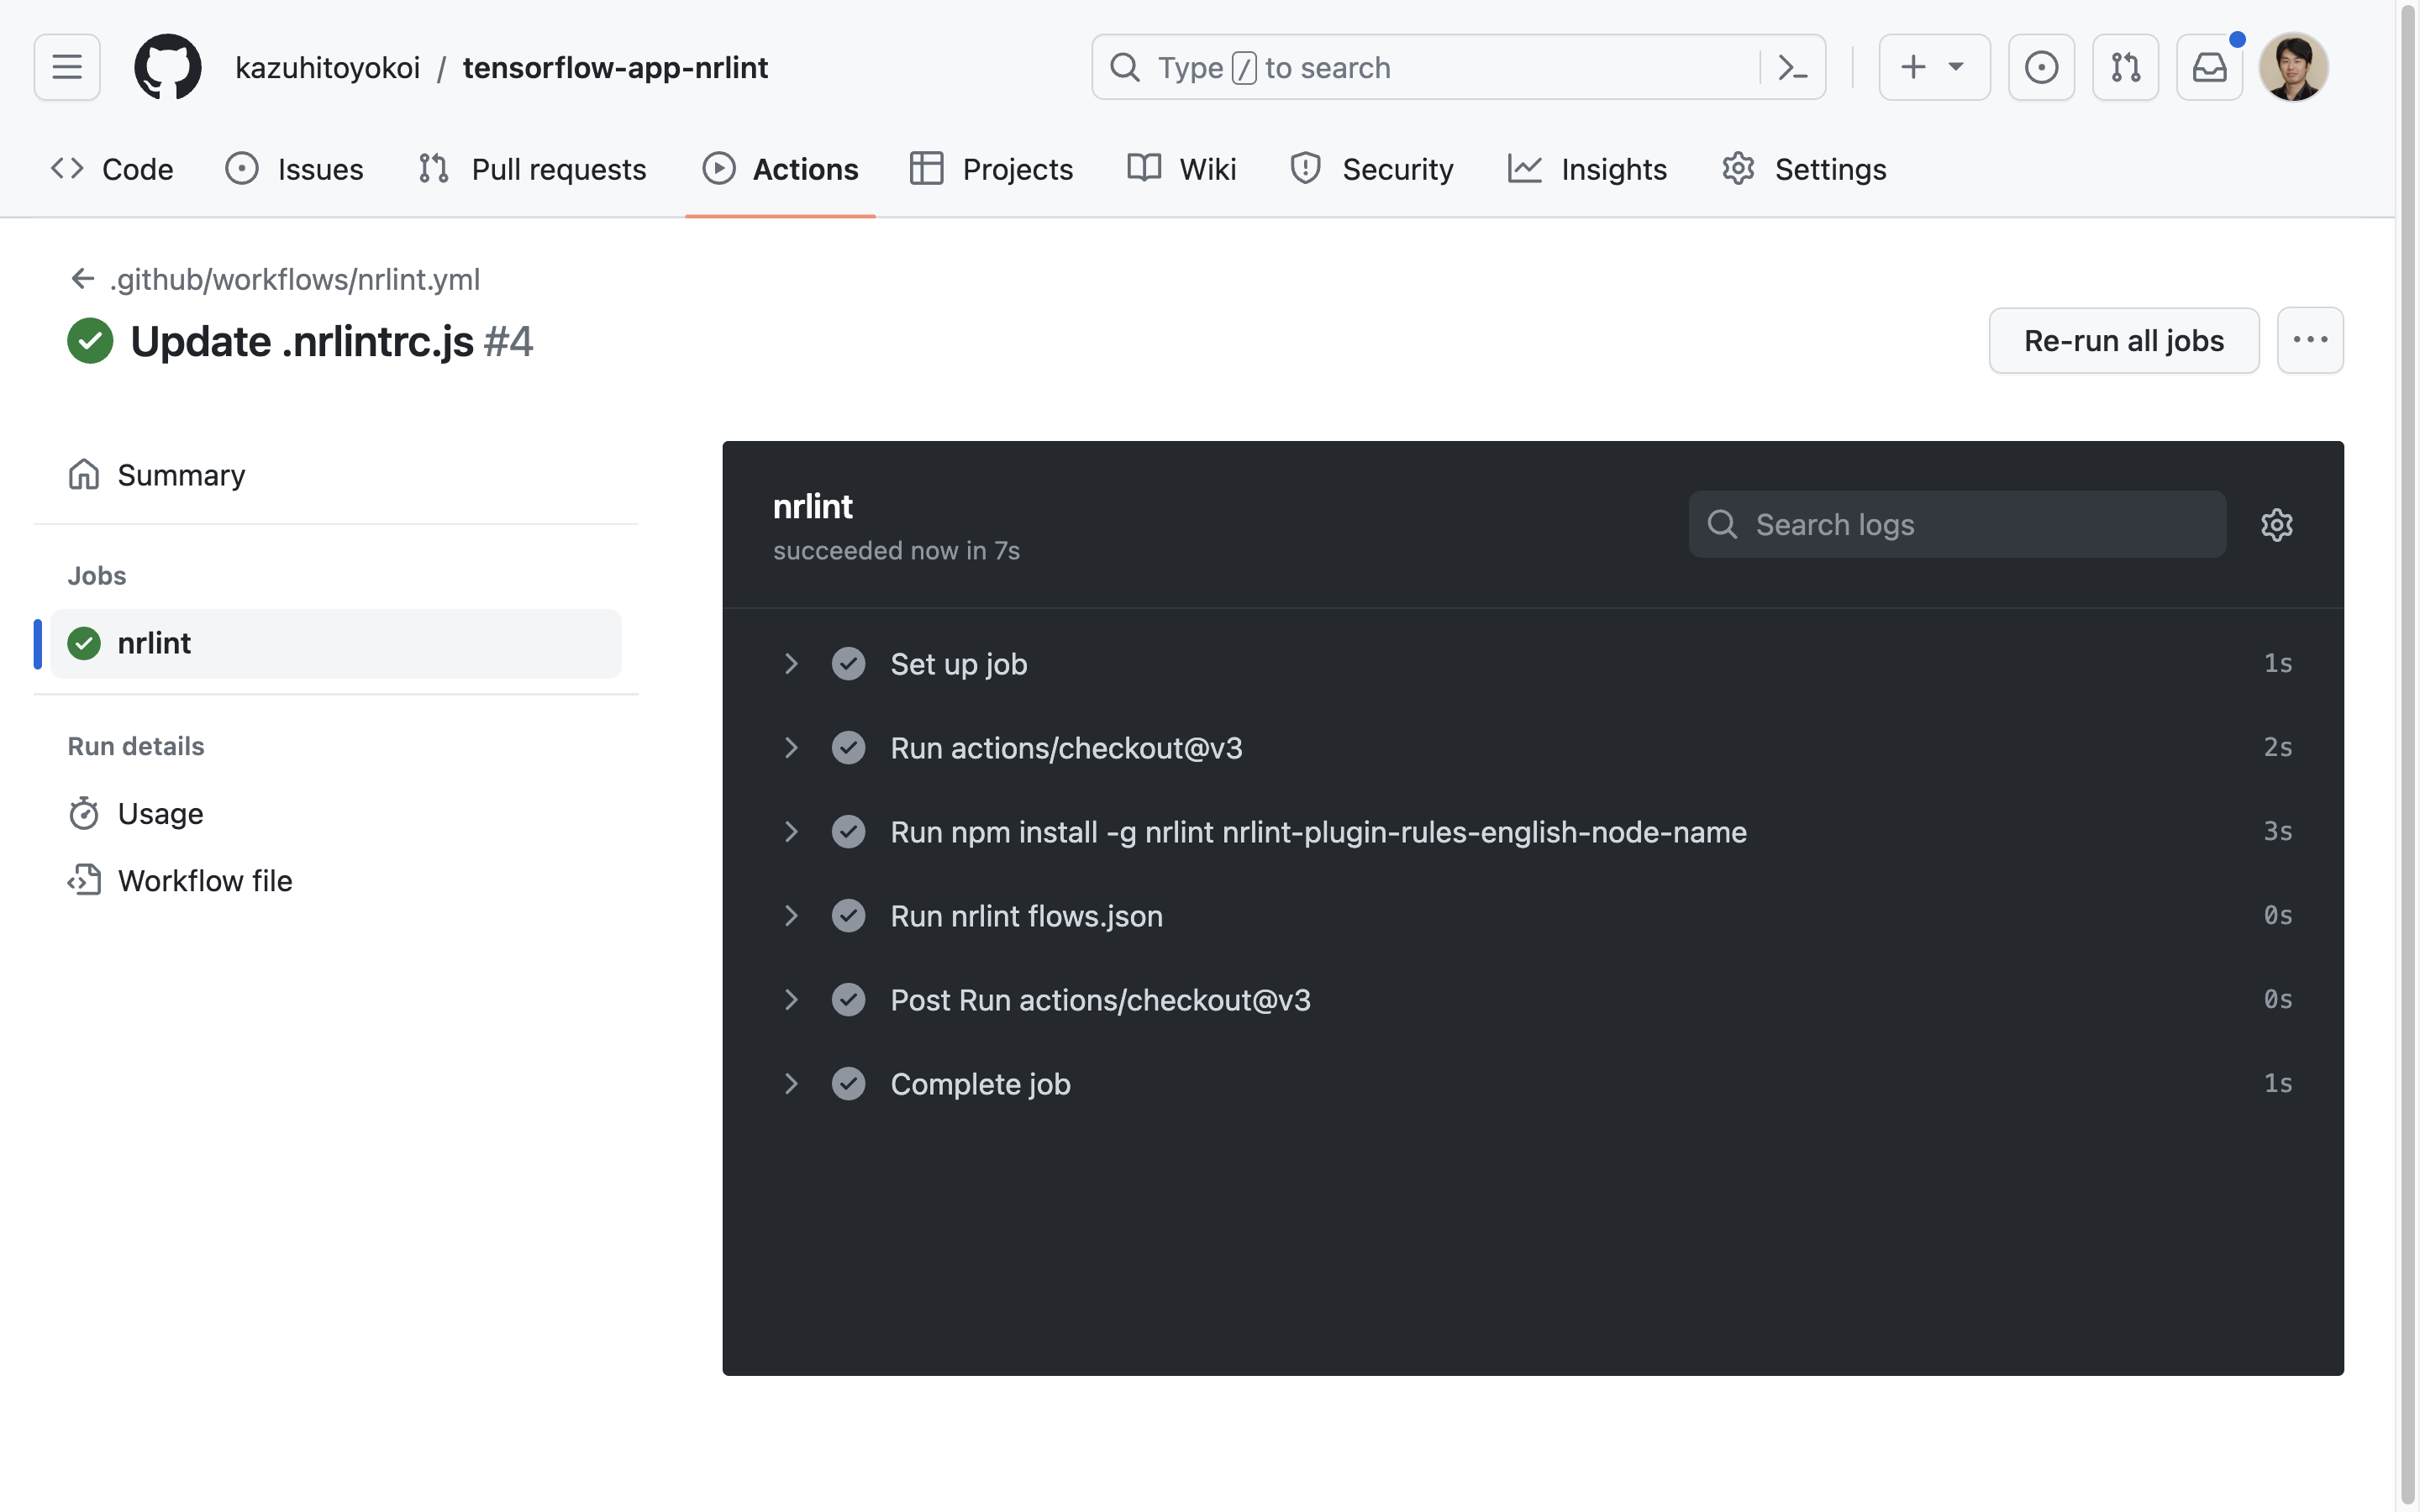 kazuhitoyokoi / tensorflow-app-nrlint
Type / to search
Code
Issues
Pull requests
Actions
Projects
Wiki
Security
Insights
Settings
.github/workflows/nrlint.yml
Update .nrlintrc.js #4
Re-run all jobs
Summary
Jobs
nrlint
Run details
Usage
Workflow file
nrlint
succeeded now in 7s
Search logs
Set up job 1s
Run actions/checkout@v3 2s
Run npm install -g nrlint nrlint-plugin-rules-english-node-name 3s
Run nrlint flows.json 0s
Post Run actions/checkout@v3 0s
Complete job 1s